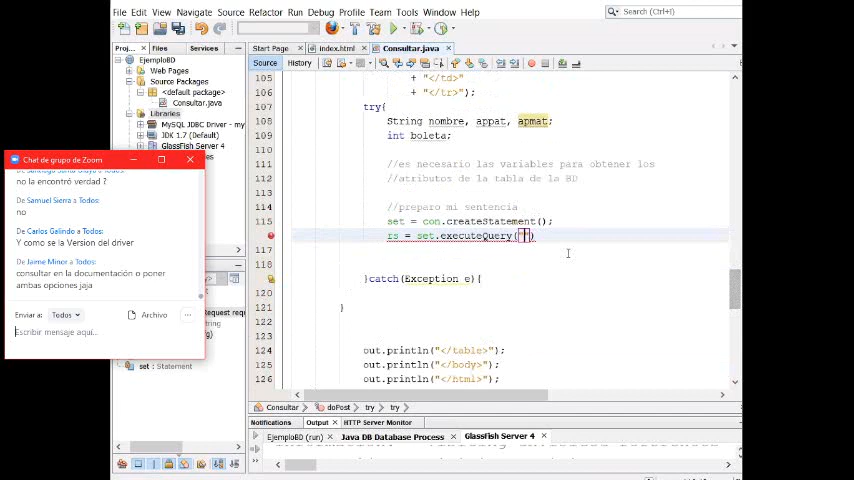 File Edit View Navigate Source Refactor Run Debug Profile Team Tools Window Help
Search (Ctrl+I)
Proj... Files Services
Start Page index.html Consultar.java
Source History
EjemploBD
Web Pages
Source Packages
<default package>
Consultar.java
Libraries
MySQL JDBC Driver - my
JDK 1.7 (Default)
GlassFish Server 4
set : Statement
Chat de grupo de Zoom
no la encontró verdad ?
De Samuel Sierra a Todos:
no
De Carlos Galindo a Todos:
Y como se la Version del driver
De Jaime Minor a Todos:
consultar en la documentación o poner
ambas opciones jaja
Enviar a: Todos Archivo ...
Escribir mensaje aquí...
105 + "</td>"
106 + "</tr>");
107 try{
108 String nombre, appat, apmat;
109 int boleta;
110
111 //es necesario las variables para obtener los
112 //atributos de la tabla de la BD
113
114 //preparo mi sentencia
115 set = con.createStatement();
rs = set.executeQuery("")
117
118
}catch(Exception e){
120
121 }
122
123
124 out.println("</table>");
125 out.println("</body>");
126 out.println("</html>");
Consultar doPost try try
Notifications Output HTTP Server Monitor
EjemploBD (run) Java DB Database Process GlassFish Server 4